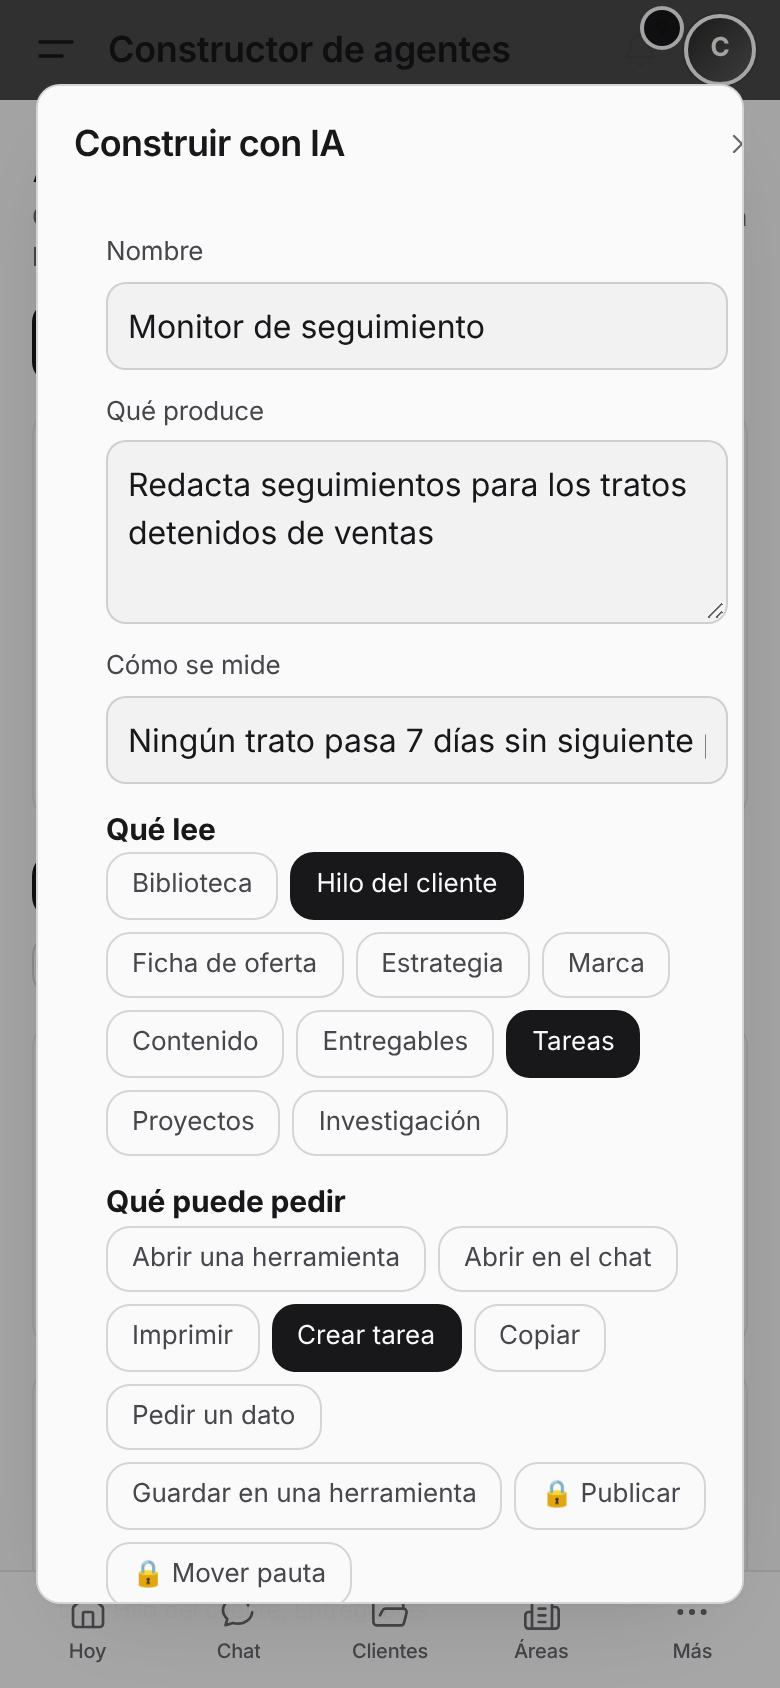 Constructor de agentes
C
Construir con IA
Nombre
Monitor de seguimiento
Qué produce
Redacta seguimientos para los tratos
detenidos de ventas
Cómo se mide
Ningún trato pasa 7 días sin siguiente
Qué lee
Biblioteca
Hilo del cliente
Ficha de oferta
Estrategia
Marca
Contenido
Entregables
Tareas
Proyectos
Investigación
Qué puede pedir
Abrir una herramienta
Abrir en el chat
Imprimir
Crear tarea
Copiar
Pedir un dato
Guardar en una herramienta
🔒 Publicar
🔒 Mover pauta
Hoy
Chat
Clientes
Áreas
Más